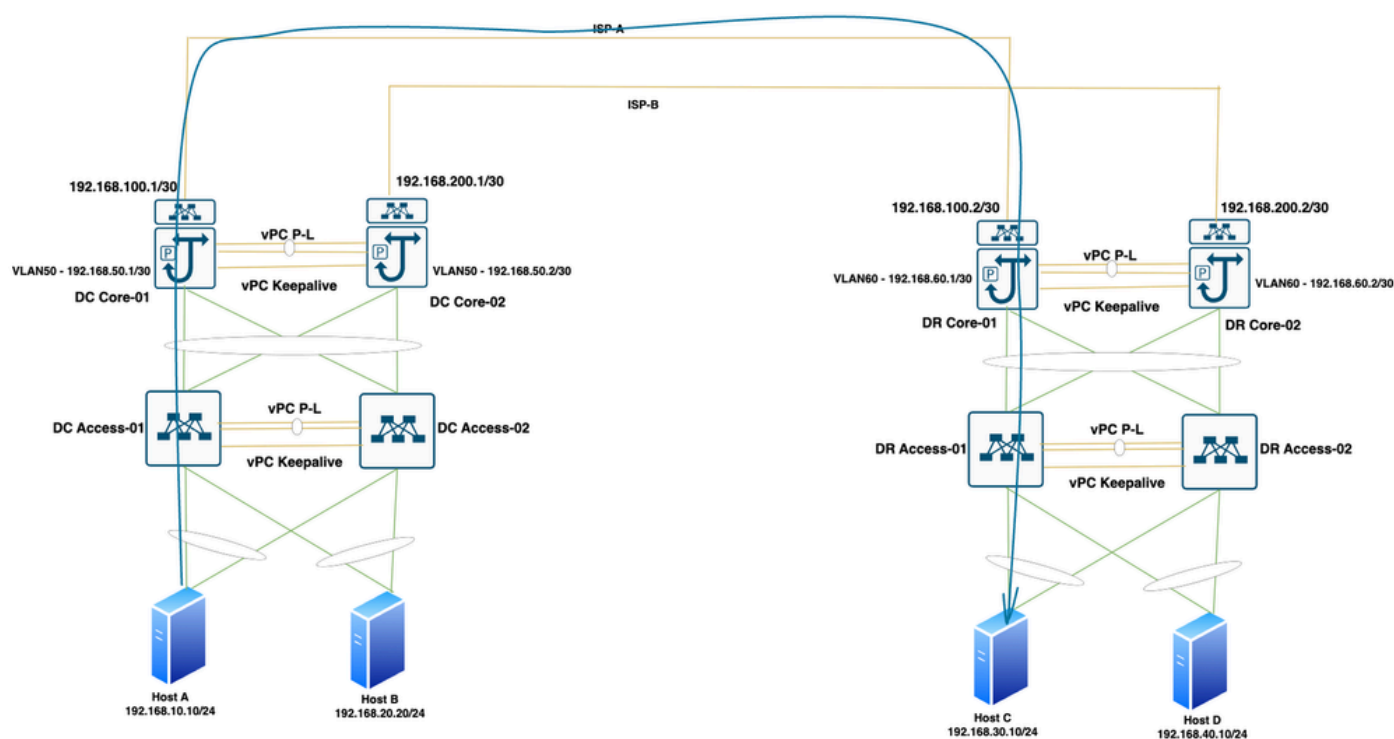 ISP-A
ISP-B
192.168.100.1/30
192.168.200.1/30
192.168.100.2/30
192.168.200.2/30
P
vPC P-L
P
P
vPC P-L
P
VLAN50 - 192.168.50.1/30
VLAN50 - 192.168.50.2/30
VLAN60 - 192.168.60.1/30
VLAN60 - 192.168.60.2/30
vPC Keepalive
vPC Keepalive
DC Core-01
DC Core-02
DR Core-01
DR Core-02
vPC P-L
vPC P-L
DC Access-01
DC Access-02
DR Access-01
DR Access-02
vPC Keepalive
vPC Keepalive
Host A
192.168.10.10/24
Host B
192.168.20.20/24
Host C
192.168.30.10/24
Host D
192.168.40.10/24